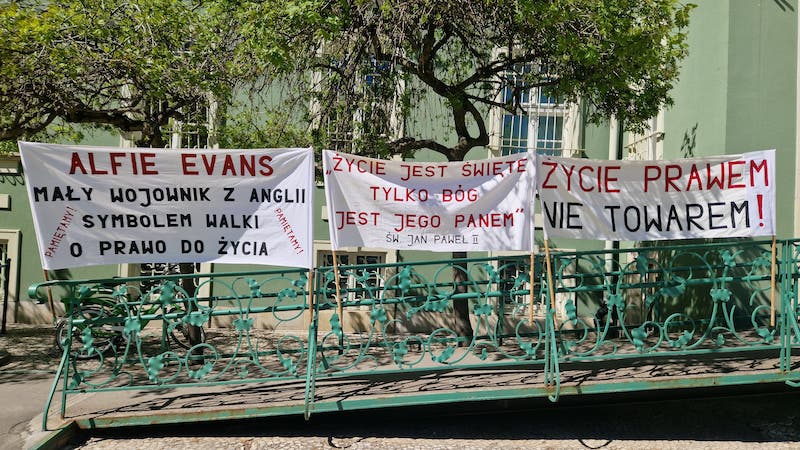 ALFIE EVANS
MAŁY WOJOWNIK Z ANGLII
SYMBOLEM WALKI
O PRAWO DO ŻYCIA
PAMIĘTAMY!
PAMIĘTAMY!
„ŻYCIE JEST ŚWIĘTE
TYLKO BÓG
JEST JEGO PANEM"
ŚW. JAN PAWEŁ II
ŻYCIE PRAWEM
NIE TOWAREM!